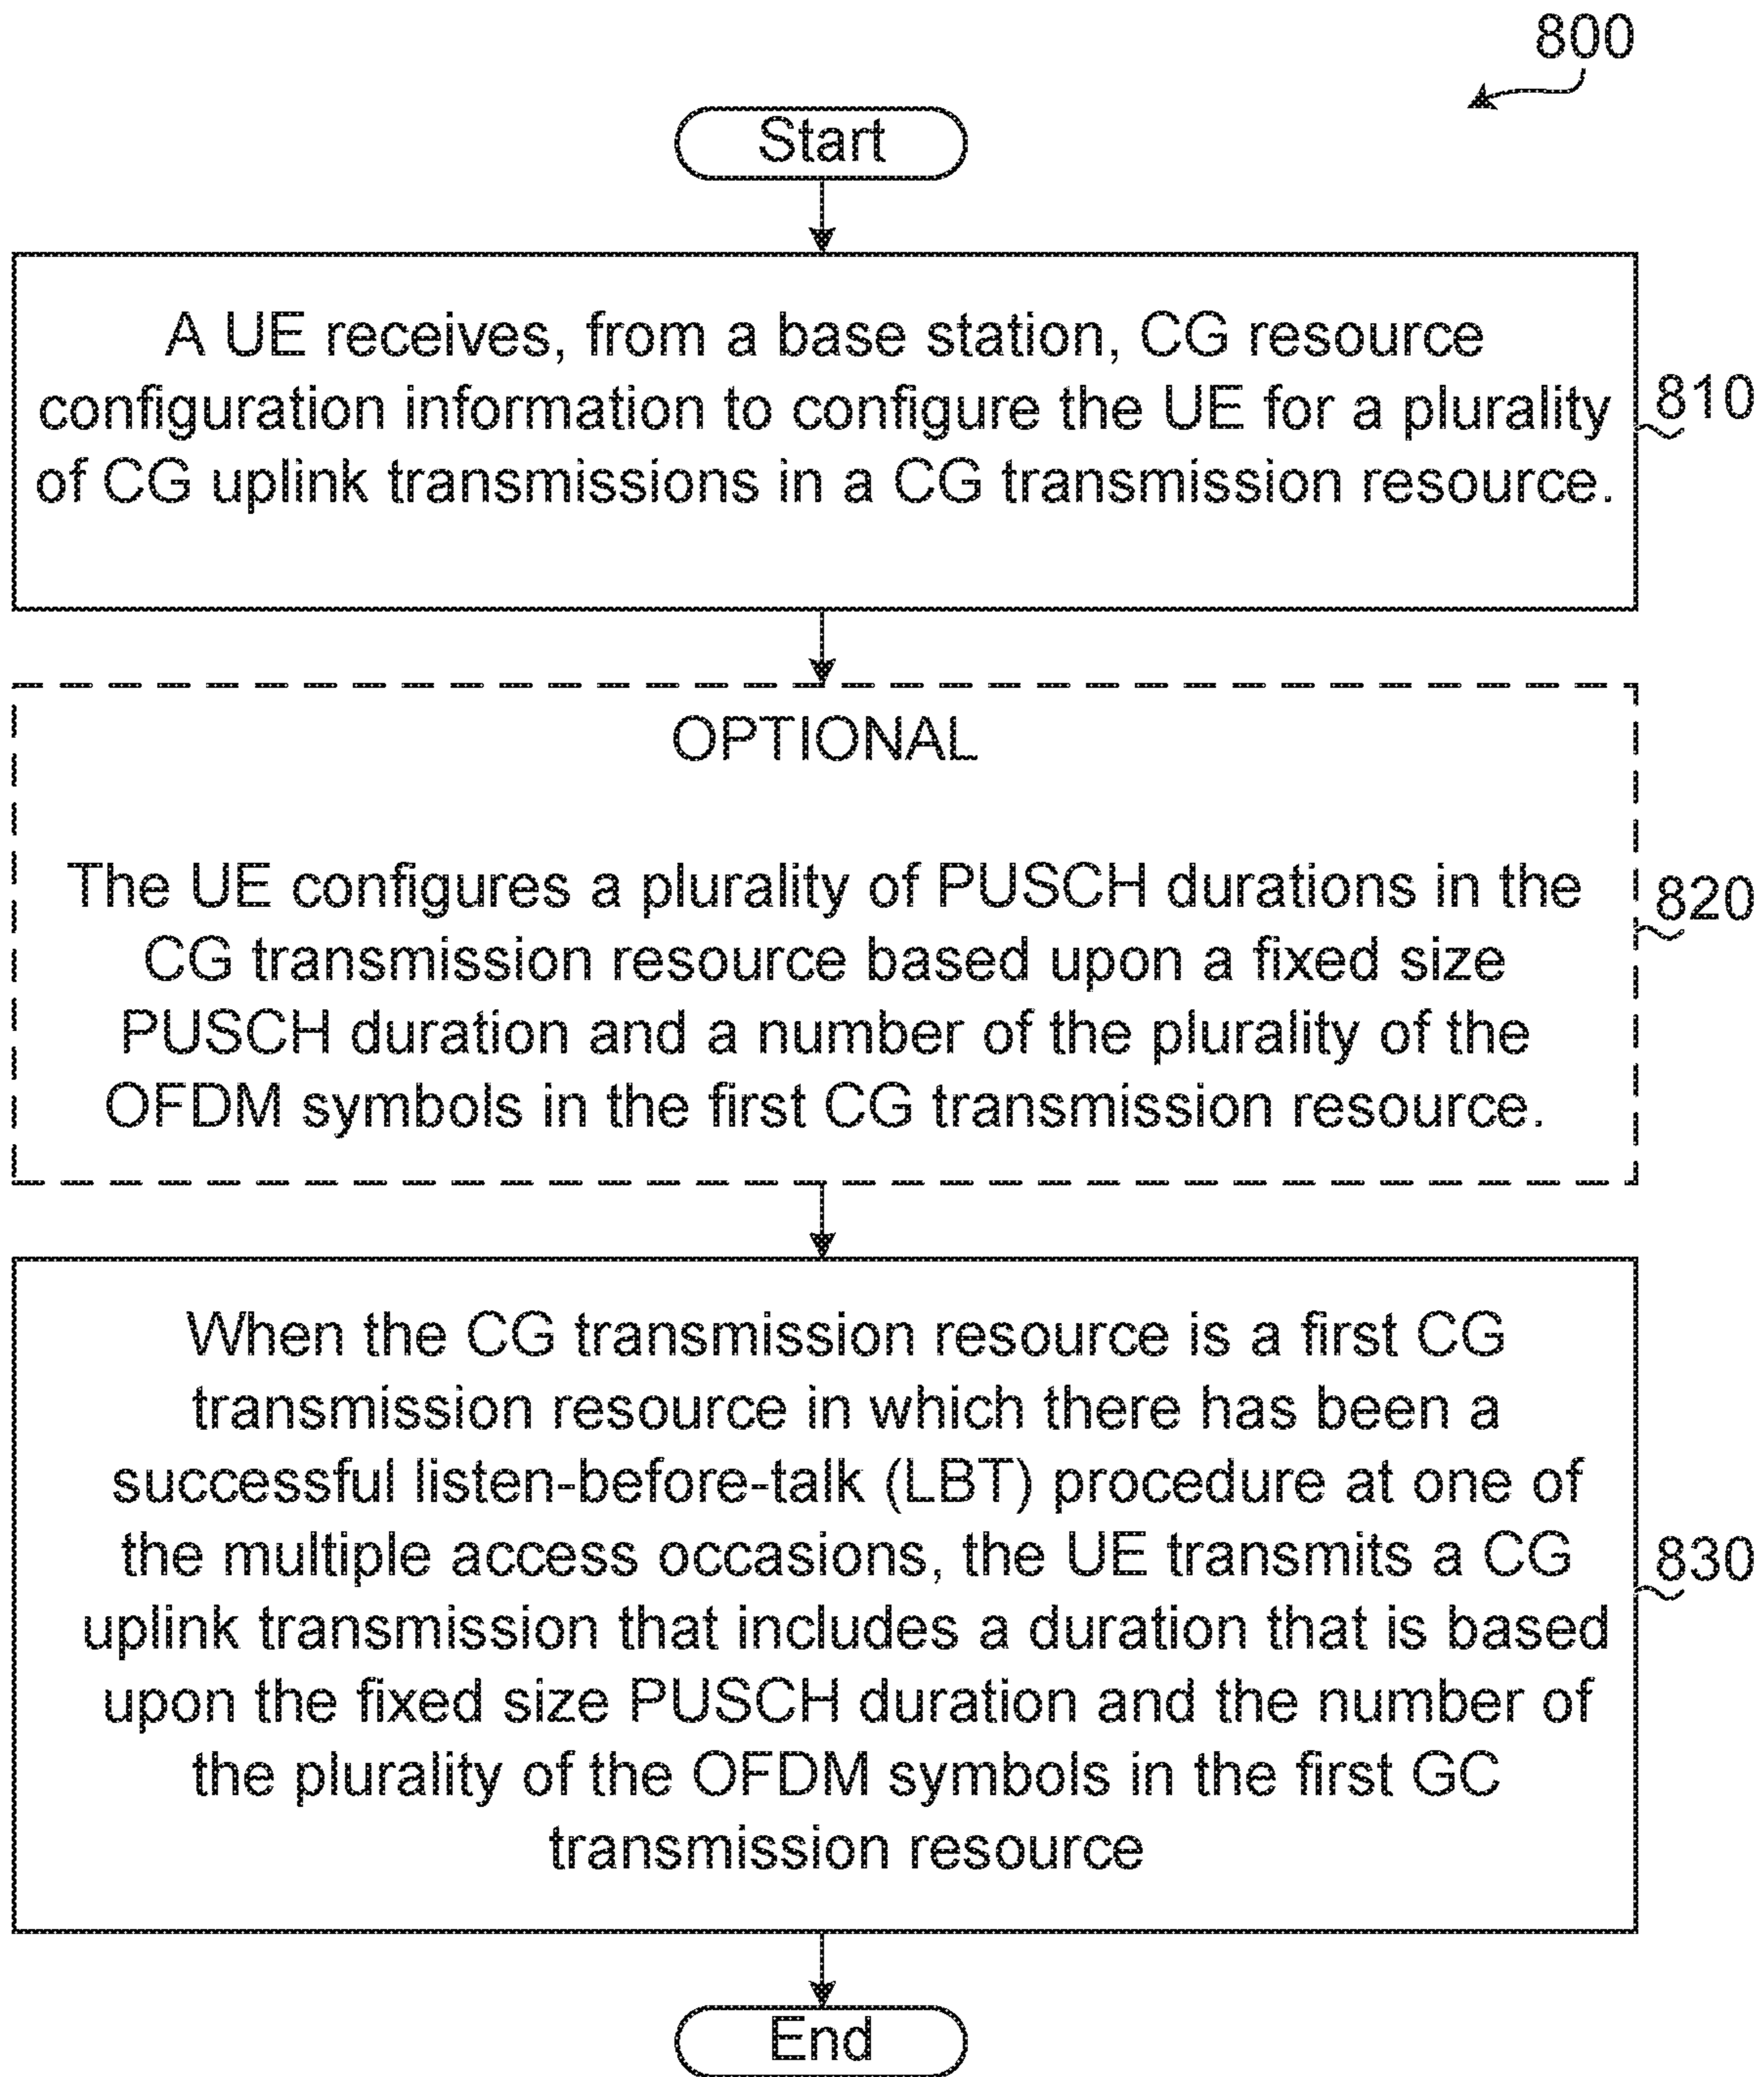 800
Start
A UE receives, from a base station, CG resource
configuration information to configure the UE for a plurality
of CG uplink transmissions in a CG transmission resource.
810
OPTIONAL
The UE configures a plurality of PUSCH durations in the
CG transmission resource based upon a fixed size
PUSCH duration and a number of the plurality of the
OFDM symbols in the first CG transmission resource.
820
When the CG transmission resource is a first CG
transmission resource in which there has been a
successful listen-before-talk (LBT) procedure at one of
the multiple access occasions, the UE transmits a CG
uplink transmission that includes a duration that is based
upon the fixed size PUSCH duration and the number of
the plurality of the OFDM symbols in the first GC
transmission resource
830
End